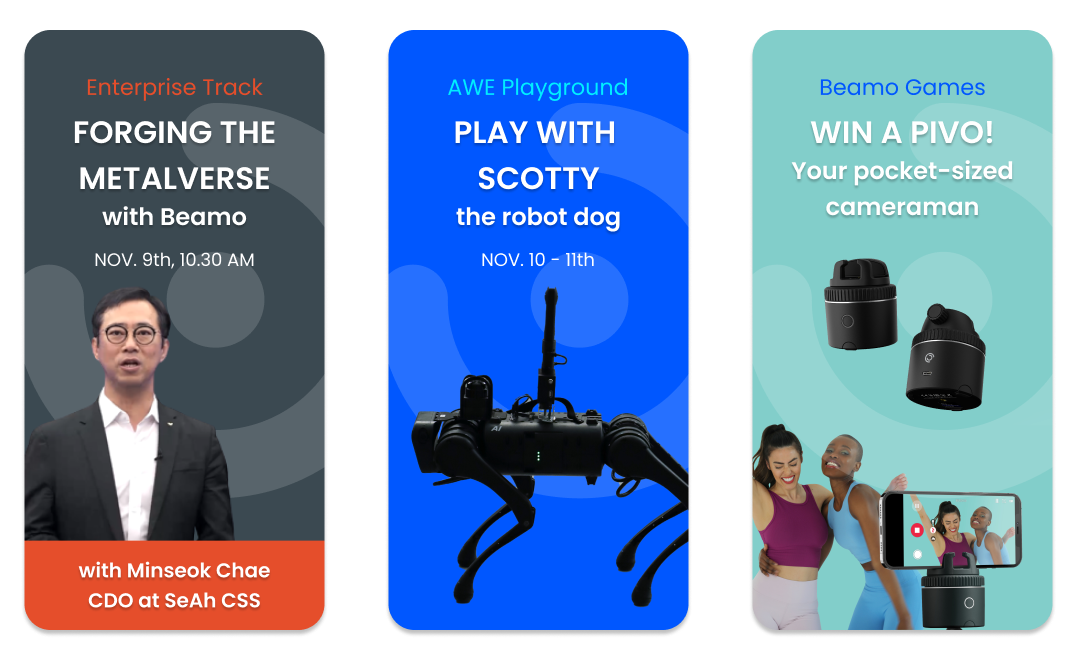 Enterprise Track
FORGING THE
METALVERSE
with Beamo
NOV. 9th, 10.30 AM
with Minseok Chae
CDO at SeAh CSS
AWE Playground
PLAY WITH
SCOTTY
the robot dog
NOV. 10 - 11th
AI
Beamo Games
WIN A PIVO!
Your pocket-sized
cameraman